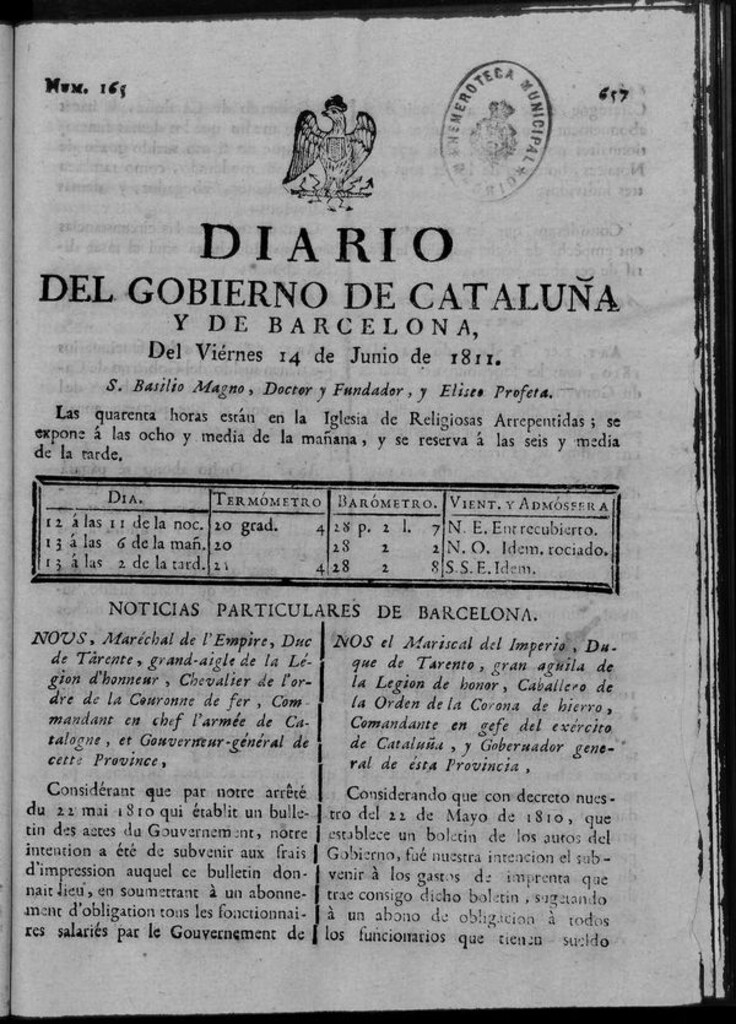 Num. 165
657
HEMEROTECA MUNICIPAL
DIARIO
DEL GOBIERNO DE CATALUÑA
Y DE BARCELONA,
Del Viérnes 14 de Junio de 1811.
S. Basilio Magno, Doctor y Fundador, y Eliseo Profeta.
Las quarenta horas están en la Iglesia de Religiosas Arrepentidas; se
expone á las ocho y media de la mañana, y se reserva á las seis y media
de la tarde.
DIA. TERMÓMETRO BARÓMETRO. VIENT. Y ADMÓSFERA
12 á las 11 de la noc. 20 grad. 4 28 p. 2 l. 7 N. E. Entrecubierto.
13 á las 6 de la mañ. 20 28 2 2 N. O. Idem. rociado.
13 á las 2 de la tard. 21 4 28 2 8 S.S.E. Idem.
NOTICIAS PARTICULARES DE BARCELONA.
NOUS, Maréchal de l'Empire, Duc
de Tarente, grand-aigle de la Lé-
gion d'honneur, Chevalier de l'or-
dre de la Couronne de fer, Com-
mandant en chef l'armée de Ca-
talogne, et Gouverneur-général de
cette Province,
Considérant que par notre arrêté
du 22 mai 1810 qui établit un bulle-
tin des actes du Gouvernement, nôtre
intention a été de subvenir aux frais
d'impression auquel ce bulletin don-
nait lieu, en soumettant à un abonne-
ment d'obligation tous les fonctionnai-
res salariés par le Gouvernement de
NOS el Mariscal del Imperio, Du-
que de Tarento, gran aguila de
la Legion de honor, Caballero de
la Orden de la Corona de hierro,
Comandante en gefe del exército
de Cataluña, y Gobernador gene-
ral de ésta Provincia,
Considerando que con decreto nues-
tro del 22 de Mayo de 1810, que
establece un boletin de los autos del
Gobierno, fué nuestra intencion el sub-
venir á los gastos de imprenta que
trae consigo dicho boletin, sugetando
à un abono de obligacion à todos
los funcionarios que tienen sueldo